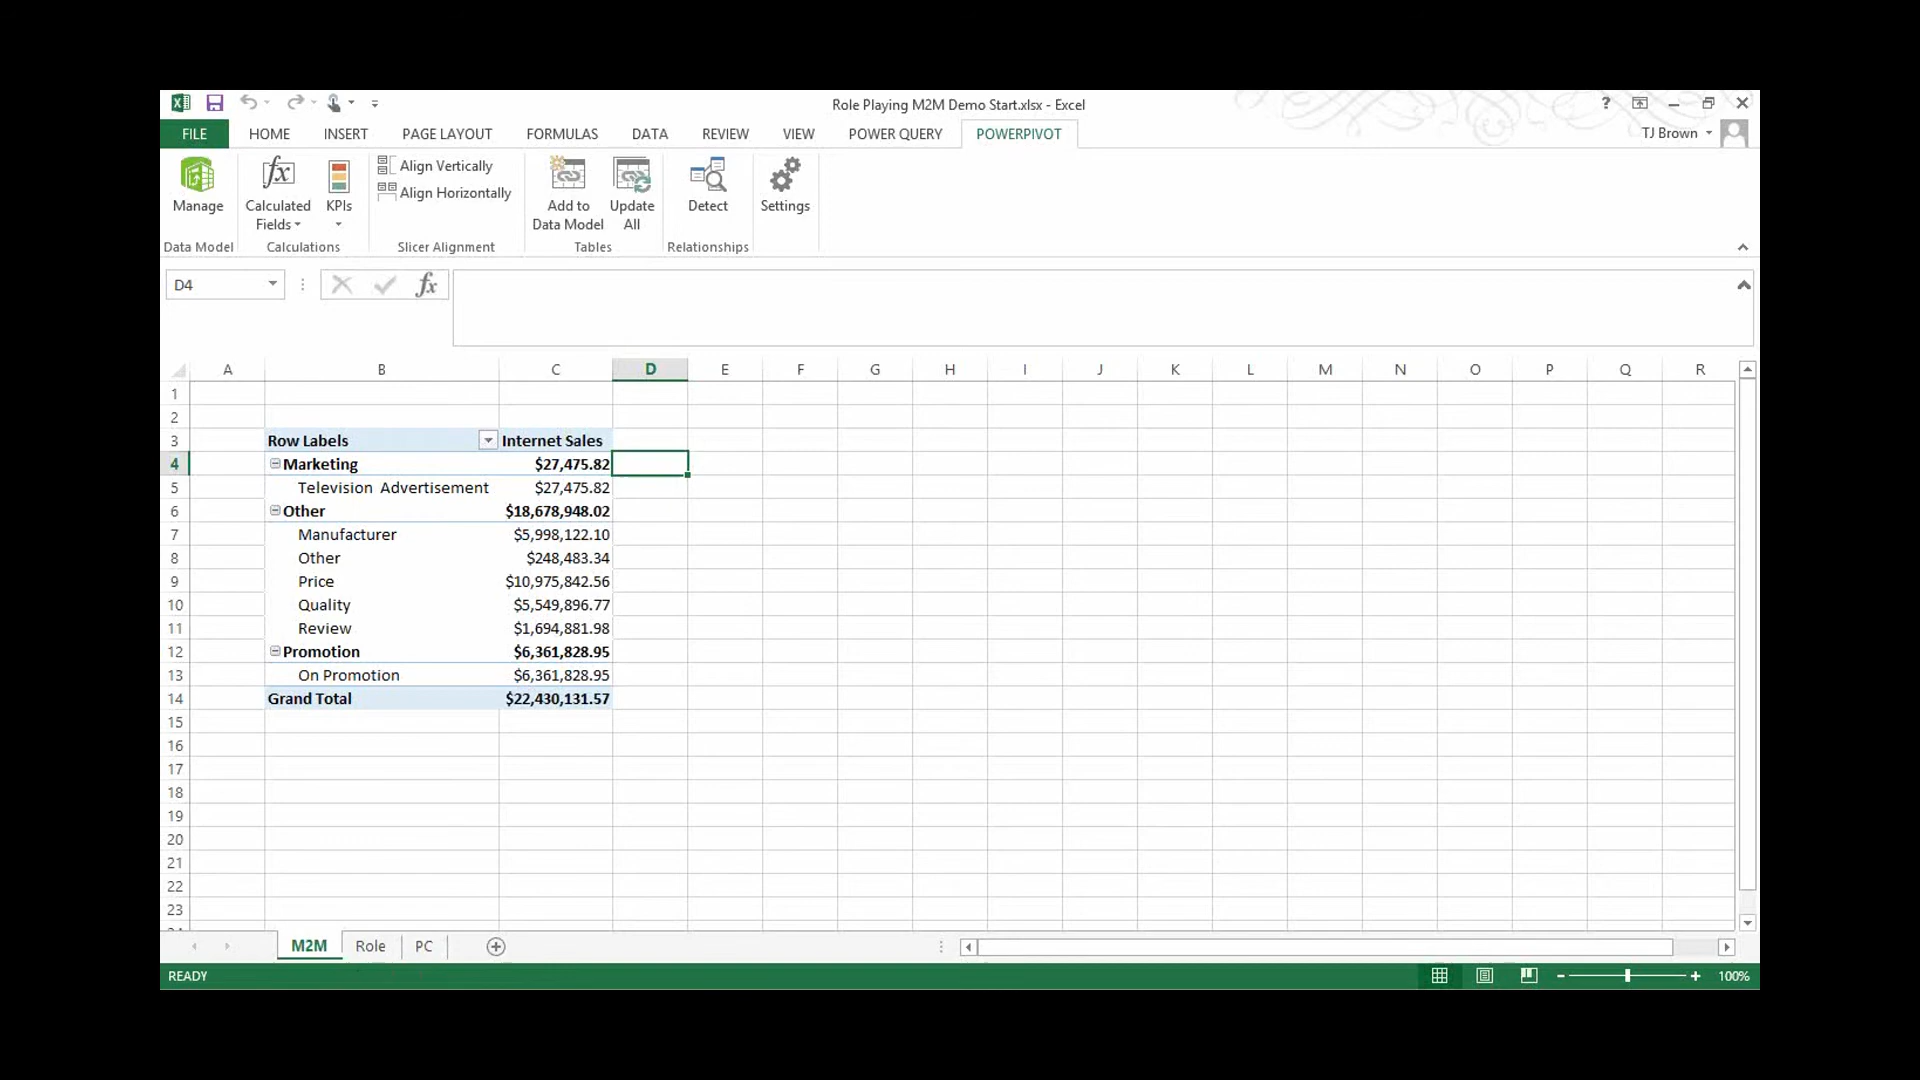 Role Playing M2M Demo Start.xlsx - Excel
?
FILE HOME INSERT PAGE LAYOUT FORMULAS DATA REVIEW VIEW POWER QUERY POWERPIVOT TJ Brown
Manage
Calculated Fields
KPIs
Align Vertically
Align Horizontally
Add to Data Model
Update All
Detect
Settings
Data Model Calculations Slicer Alignment Tables Relationships
D4
fx
A B C D E F G H I J K L M N O P Q R
1
2
3 Row Labels Internet Sales
4 Marketing $27,475.82
5 Television Advertisement $27,475.82
6 Other $18,678,948.02
7 Manufacturer $5,998,122.10
8 Other $248,483.34
9 Price $10,975,842.56
10 Quality $5,549,896.77
11 Review $1,694,881.98
12 Promotion $6,361,828.95
13 On Promotion $6,361,828.95
14 Grand Total $22,430,131.57
15
16
17
18
19
20
21
22
23
M2M Role PC
READY 100%